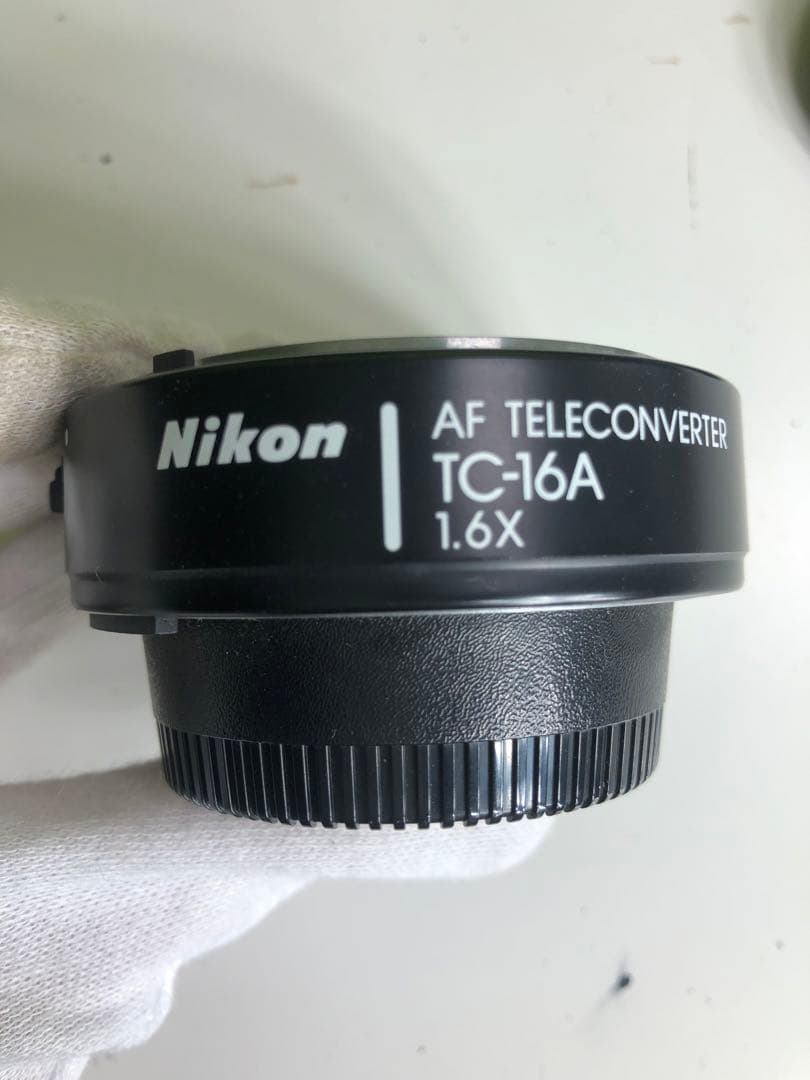 Nikon
AF TELECONVERTER
TC-16A
1.6X